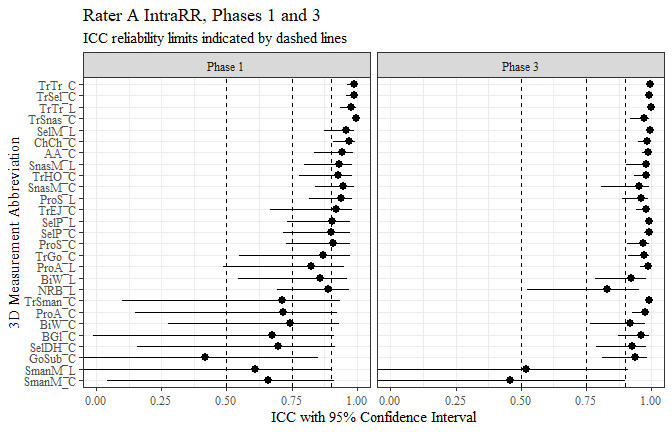 Rater A IntraRR, Phases 1 and 3
ICC reliability limits indicated by dashed lines
Phase 1
Phase 3
3D Measurement Abbreviation
TrTr_C
TrSel_C
TrTr_L
TrSnas_C
SelM_L
ChCh_C
AA_C
SnasM_L
TrHO_C
SnasM_C
ProS_L
TrEJ_C
SelP_L
SelP_C
ProS_C
TrGo_C
ProA_L
BiW_L
NRB_L
TrSman_C
ProA_C
BiW_C
BGl_C
SelDH_C
GoSub_C
SmanM_L
SmanM_C
0.00 0.25 0.50 0.75 1.00
0.00 0.25 0.50 0.75 1.00
ICC with 95% Confidence Interval